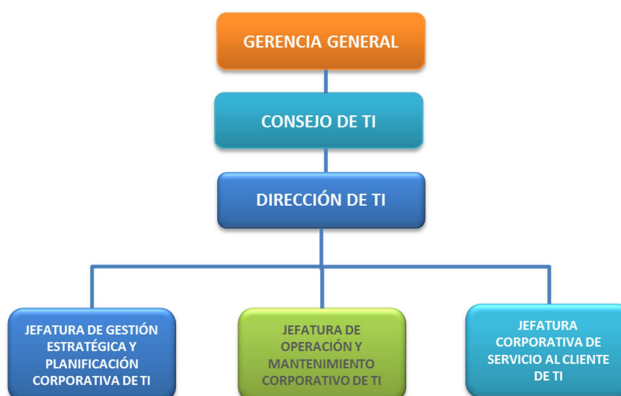 GERENCIA GENERAL
CONSEJO DE TI
DIRECCIÓN DE TI
JEFATURA DE GESTIÓN
ESTRATÉGICA Y
PLANIFICACIÓN
CORPORATIVA DE TI
JEFATURA DE
OPERACIÓN Y
MANTENIMIENTO
CORPORATIVO DE TI
JEFATURA
CORPORATIVA DE
SERVICIO AL CLIENTE
DE TI